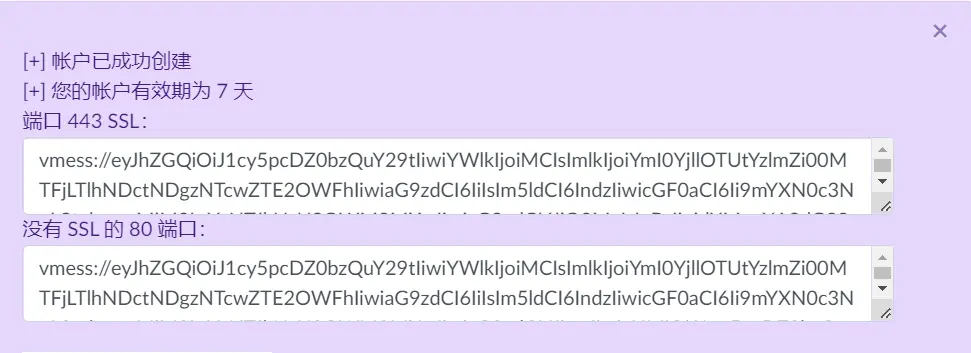 ×
[+] 帐户已成功创建
[+] 您的帐户有效期为 7 天
端口 443 SSL：
vmess://eyJhZGQiOiJ1cy5pcDZ0bzQuY29tIiwiYWlkIjoiMCIsImlkIjoiYmI0YjllOTUtYzlmZi00M
TFjLTlhNDctNDgzNTcwZTE2OWFhIiwiaG9zdCI6IiIsIm5ldCI6IndzIiwicGF0aCI6Ii9mYXN0c3N
没有 SSL 的 80 端口：
vmess://eyJhZGQiOiJ1cy5pcDZ0bzQuY29tIiwiYWlkIjoiMCIsImlkIjoiYmI0YjllOTUtYzlmZi00M
TFjLTlhNDctNDgzNTcwZTE2OWFhIiwiaG9zdCI6IiIsIm5ldCI6IndzIiwicGF0aCI6Ii9mYXN0c3N